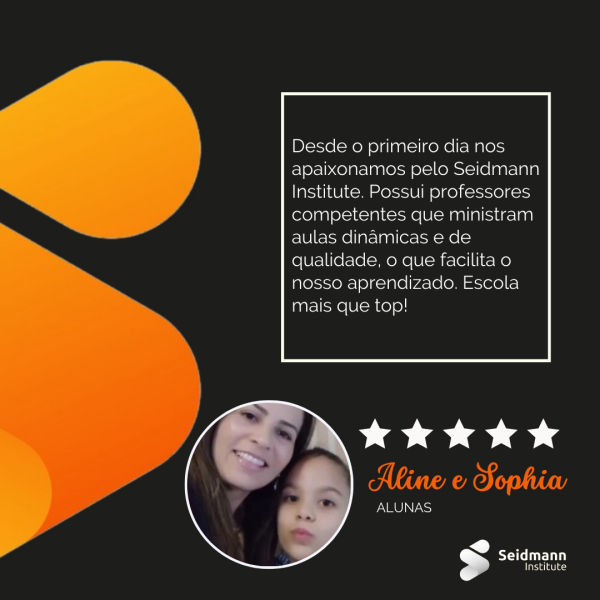 Desde o primeiro dia nos
apaixonamos pelo Seidmann
Institute. Possui professores
competentes que ministram
aulas dinâmicas e de
qualidade, o que facilita o
nosso aprendizado. Escola
mais que top!
Aline e Sophia
ALUNAS
Seidmann
Institute